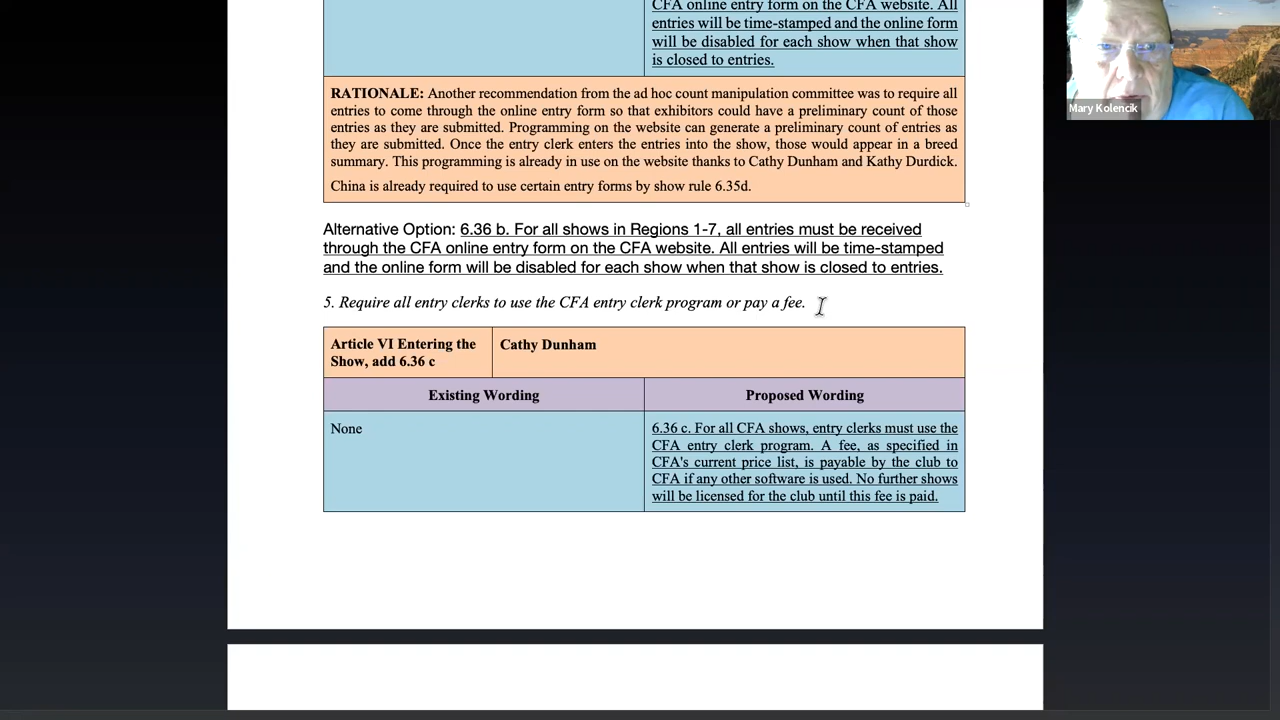 CFA online entry form on the CFA website. All
entries will be time-stamped and the online form
will be disabled for each show when that show
is closed to entries.
Mary Kolencik
RATIONALE: Another recommendation from the ad hoc count manipulation committee was to require all
entries to come through the online entry form so that exhibitors could have a preliminary count of those
entries as they are submitted. Programming on the website can generate a preliminary count of entries as
they are submitted. Once the entry clerk enters the entries into the show, those would appear in a breed
summary. This programming is already in use on the website thanks to Cathy Dunham and Kathy Durdick.
China is already required to use certain entry forms by show rule 6.35d.
Alternative Option: 6.36 b. For all shows in Regions 1-7, all entries must be received
through the CFA online entry form on the CFA website. All entries will be time-stamped
and the online form will be disabled for each show when that show is closed to entries.
5. Require all entry clerks to use the CFA entry clerk program or pay a fee.
Article VI Entering the
Show, add 6.36 c
Cathy Dunham
Existing Wording
Proposed Wording
None
6.36 c. For all CFA shows, entry clerks must use the
CFA entry clerk program. A fee, as specified in
CFA's current price list, is payable by the club to
CFA if any other software is used. No further shows
will be licensed for the club until this fee is paid.